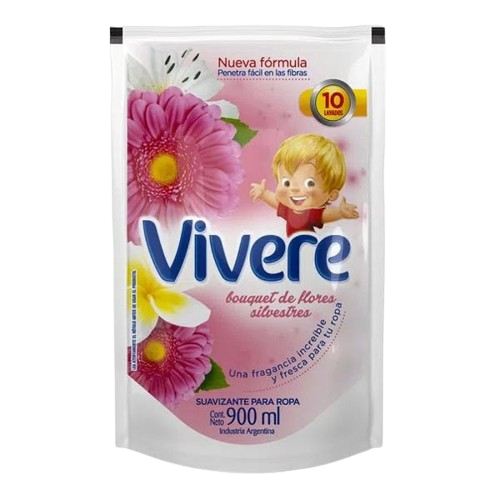 Nueva fórmula
Penetra fácil en las fibras
10
LAVADOS
Vivere
bouquet de flores
silvestres
Una fragancia increíble
y fresca para tu ropa
SUAVIZANTE PARA ROPA
Cont.
Neto 900 ml
Industria Argentina